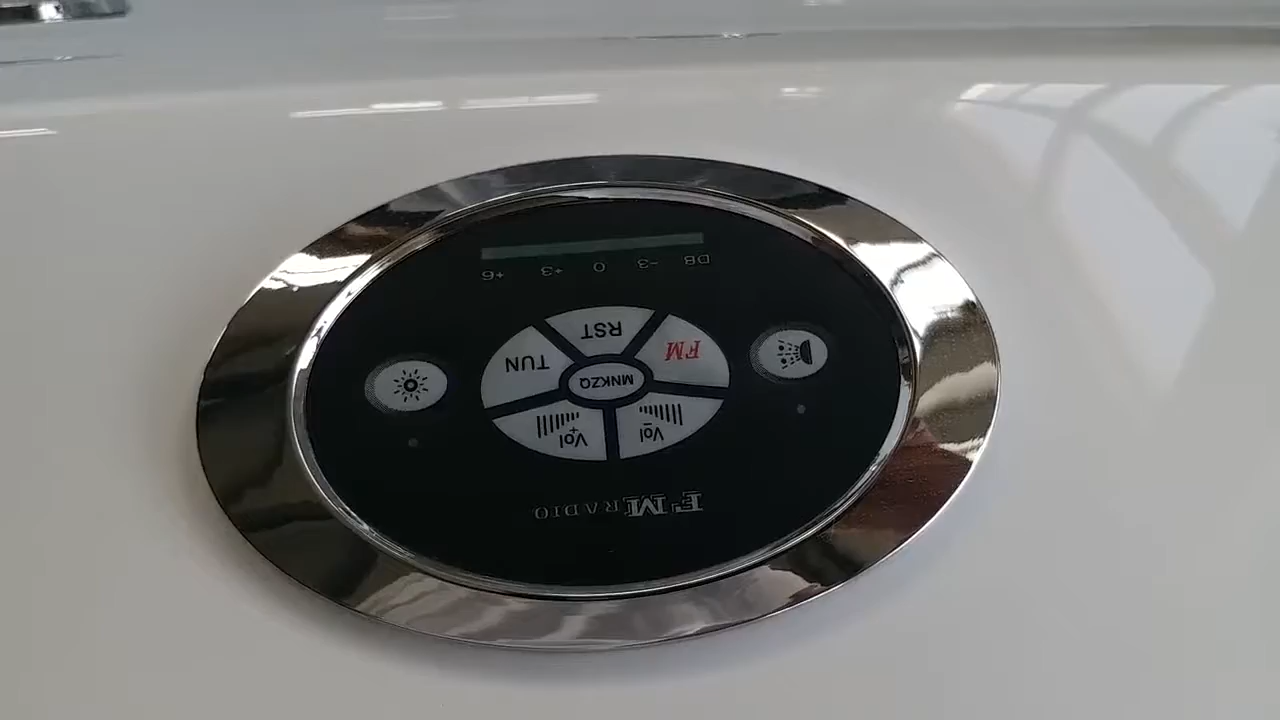 FM RADIO
Vol -
Vol +
MNKZQ
FM
RST
TUN
DB -3 0 +3 +6